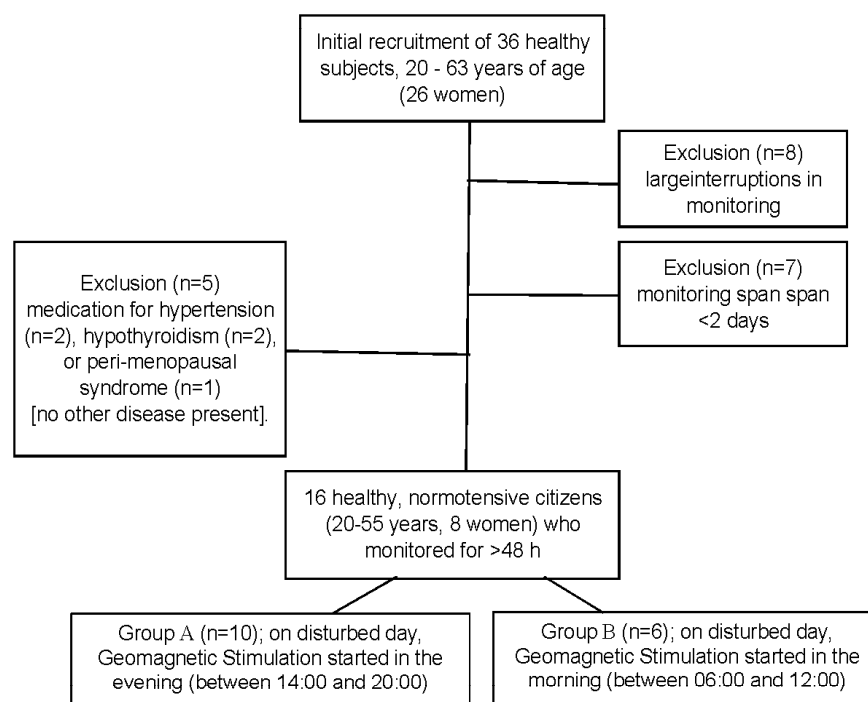 Initial recruitment of 36 healthy
subjects, 20 - 63 years of age
(26 women)
Exclusion (n=8)
largeinterruptions in
monitoring
Exclusion (n=7)
monitoring span span
<2 days
Exclusion (n=5)
medication for hypertension
(n=2), hypothyroidism (n=2),
or peri-menopausal
syndrome (n=1)
[no other disease present].
16 healthy, normotensive citizens
(20-55 years, 8 women) who
monitored for >48 h
Group A (n=10); on disturbed day,
Geomagnetic Stimulation started in the
evening (between 14:00 and 20:00)
Group B (n=6); on disturbed day,
Geomagnetic Stimulation started in the
morning (between 06:00 and 12:00)